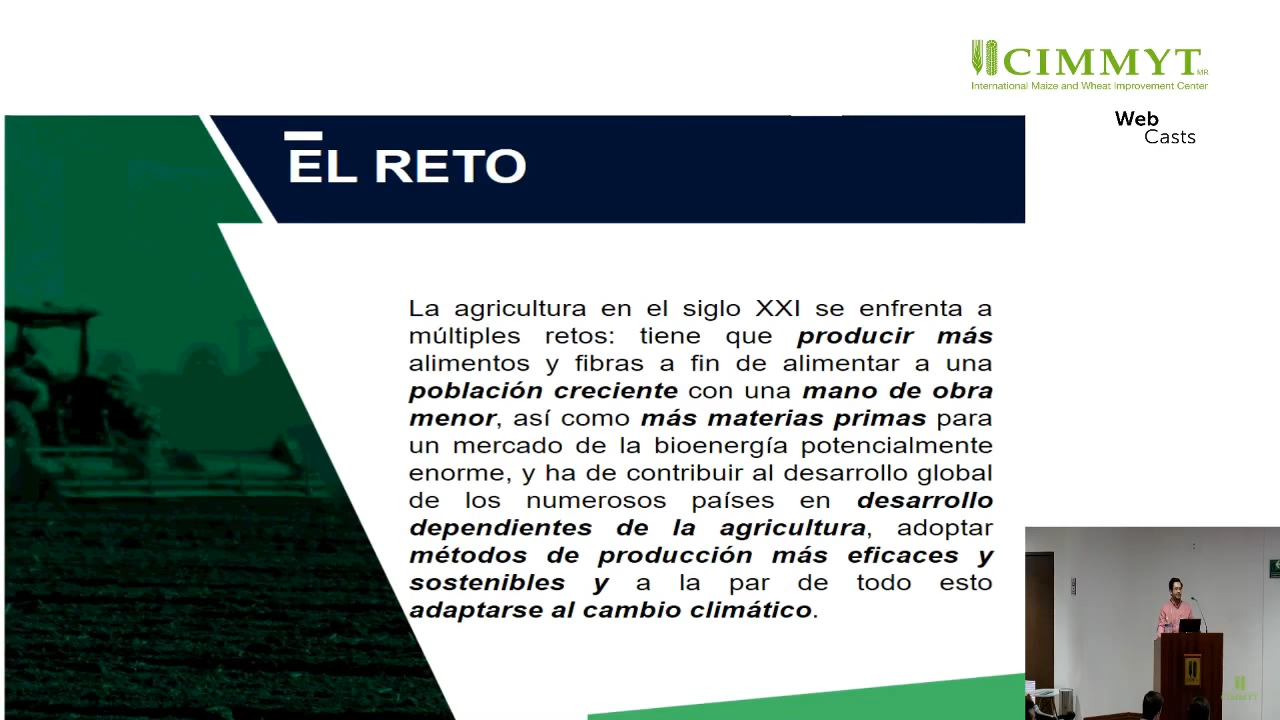 CIMMYT MR
International Maize and Wheat Improvement Center
Web
Casts
EL RETO
La agricultura en el siglo XXI se enfrenta a
múltiples retos: tiene que producir más
alimentos y fibras a fin de alimentar a una
población creciente con una mano de obra
menor, así como más materias primas para
un mercado de la bioenergía potencialmente
enorme, y ha de contribuir al desarrollo global
de los numerosos países en desarrollo
dependientes de la agricultura, adoptar
métodos de producción más eficaces y
sostenibles y a la par de todo esto
adaptarse al cambio climático.
CIMMYT